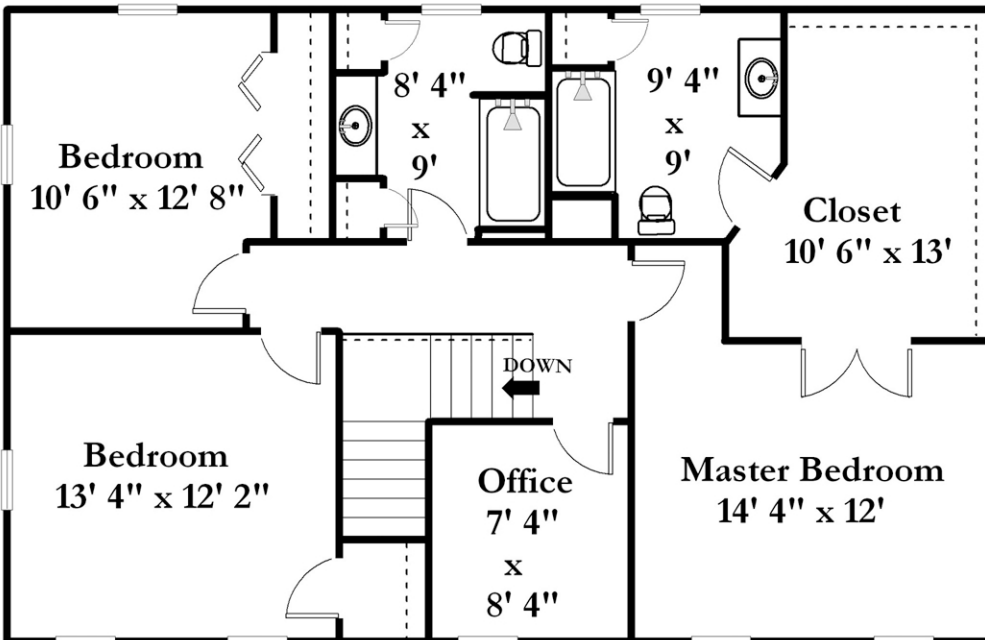 8' 4"
x
9'
9' 4"
x
9'
Bedroom
10' 6" x 12' 8"
Closet
10' 6" x 13'
DOWN
Bedroom
13' 4" x 12' 2"
Office
7' 4"
x
8' 4"
Master Bedroom
14' 4" x 12'